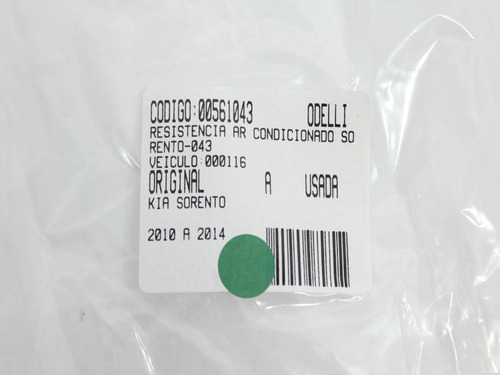 CODIGO:00561043 ODELLI
RESISTENCIA AR CONDICIONADO SO
RENTO-043
VEICULO:000116
ORIGINAL A USADA
KIA SORENTO
2010 A 2014